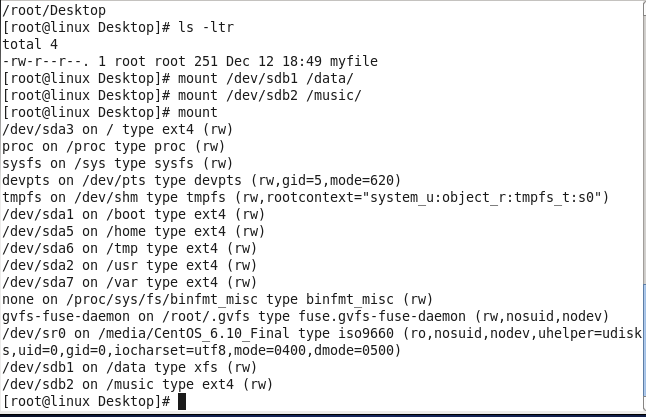 /root/Desktop
[root@linux Desktop]# ls -ltr
total 4
-rw-r--r--. 1 root root 251 Dec 12 18:49 myfile
[root@linux Desktop]# mount /dev/sdb1 /data/
[root@linux Desktop]# mount /dev/sdb2 /music/
[root@linux Desktop]# mount
/dev/sda3 on / type ext4 (rw)
proc on /proc type proc (rw)
sysfs on /sys type sysfs (rw)
devpts on /dev/pts type devpts (rw,gid=5,mode=620)
tmpfs on /dev/shm type tmpfs (rw,rootcontext="system_u:object_r:tmpfs_t:s0")
/dev/sda1 on /boot type ext4 (rw)
/dev/sda5 on /home type ext4 (rw)
/dev/sda6 on /tmp type ext4 (rw)
/dev/sda2 on /usr type ext4 (rw)
/dev/sda7 on /var type ext4 (rw)
none on /proc/sys/fs/binfmt_misc type binfmt_misc (rw)
gvfs-fuse-daemon on /root/.gvfs type fuse.gvfs-fuse-daemon (rw,nosuid,nodev)
/dev/sr0 on /media/CentOS_6.10_Final type iso9660 (ro,nosuid,nodev,uhelper=udisk
s,uid=0,gid=0,iocharset=utf8,mode=0400,dmode=0500)
/dev/sdb1 on /data type xfs (rw)
/dev/sdb2 on /music type ext4 (rw)
[root@linux Desktop]#